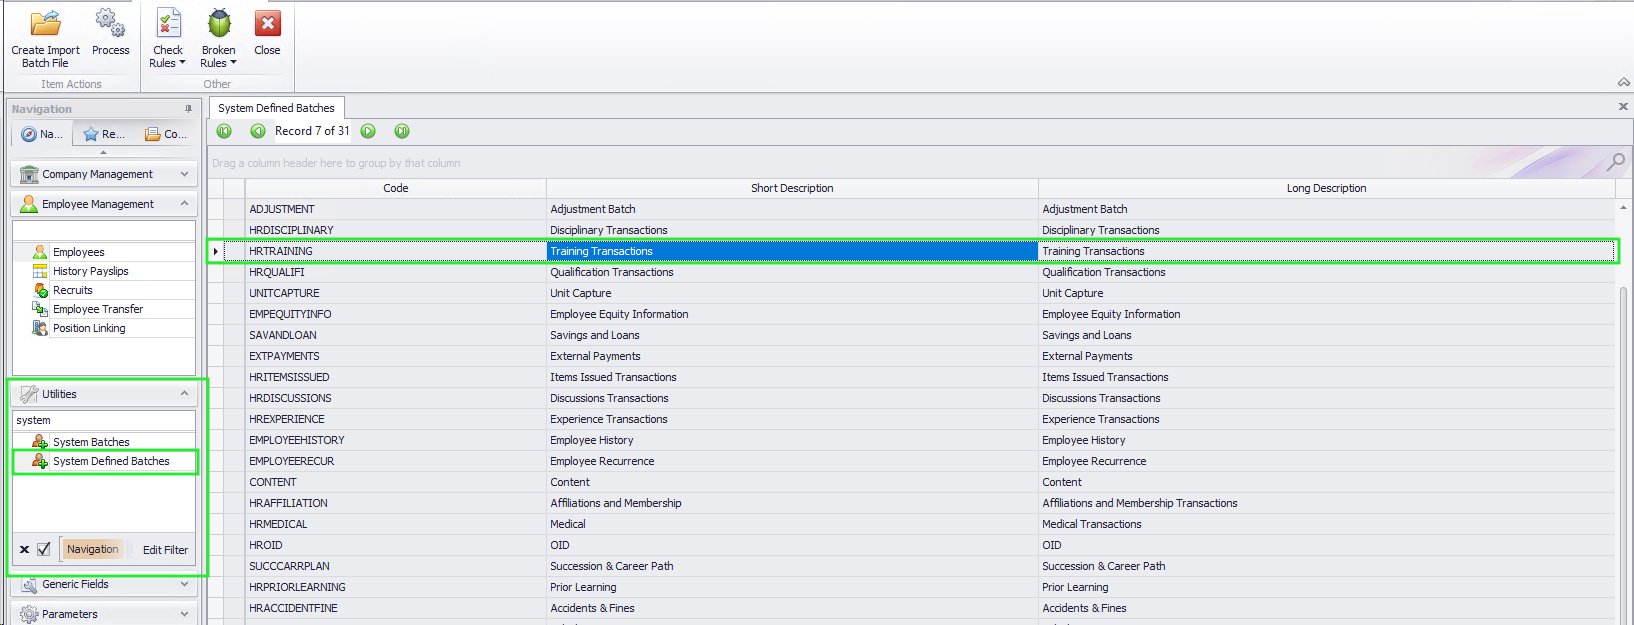 Create Import Batch File
Process
Check Rules
Broken Rules
Close
Item Actions
Other
Navigation
Na...
Re...
Co...
Company Management
Employee Management
Employees
History Payslips
Recruits
Employee Transfer
Position Linking
Utilities
system
System Batches
System Defined Batches
Navigation
Edit Filter
Generic Fields
Parameters
System Defined Batches
Record 7 of 31
Drag a column header here to group by that column
Code Short Description Long Description
ADJUSTMENT Adjustment Batch Adjustment Batch
HRDISCIPLINARY Disciplinary Transactions Disciplinary Transactions
HRTRAINING Training Transactions Training Transactions
HRQUALIFI Qualification Transactions Qualification Transactions
UNITCAPTURE Unit Capture Unit Capture
EMPEQUITYINFO Employee Equity Information Employee Equity Information
SAVANDLOAN Savings and Loans Savings and Loans
EXTPAYMENTS External Payments External Payments
HRITEMSISSUED Items Issued Transactions Items Issued Transactions
HRDISCUSSIONS Discussions Transactions Discussions Transactions
HREXPERIENCE Experience Transactions Experience Transactions
EMPLOYEEHISTORY Employee History Employee History
EMPLOYEERECUR Employee Recurrence Employee Recurrence
CONTENT Content Content
HRAFFILIATION Affiliations and Membership Affiliations and Membership Transactions
HRMEDICAL Medical Medical Transactions
HROID OID OID
SUCCCARRPLAN Succession & Career Path Succession & Career Path
HRPRIORLEARNING Prior Learning Prior Learning
HRACCIDENTFINE Accidents & Fines Accidents & Fines